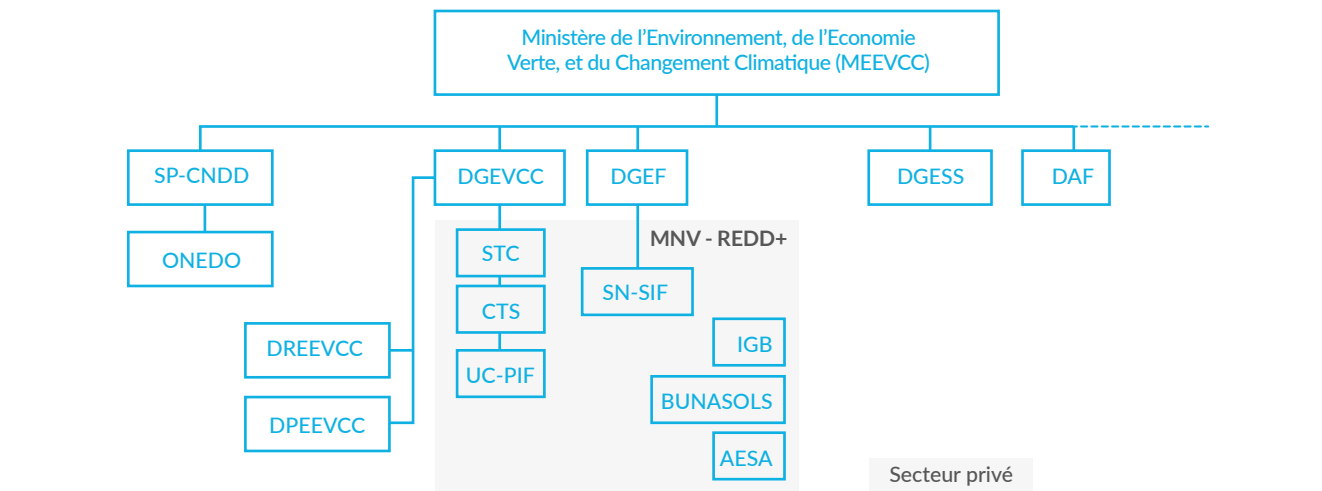 Ministère de l'Environnement, de l'Economie
Verte, et du Changement Climatique (MEEVCC)
SP-CNDD
DGEVCC
DGEF
DGESS
DAF
ONEDO
MNV - REDD+
STC
SN-SIF
CTS
IGB
DREEVCC
UC-PIF
BUNASOLS
DPEEVCC
AESA
Secteur privé